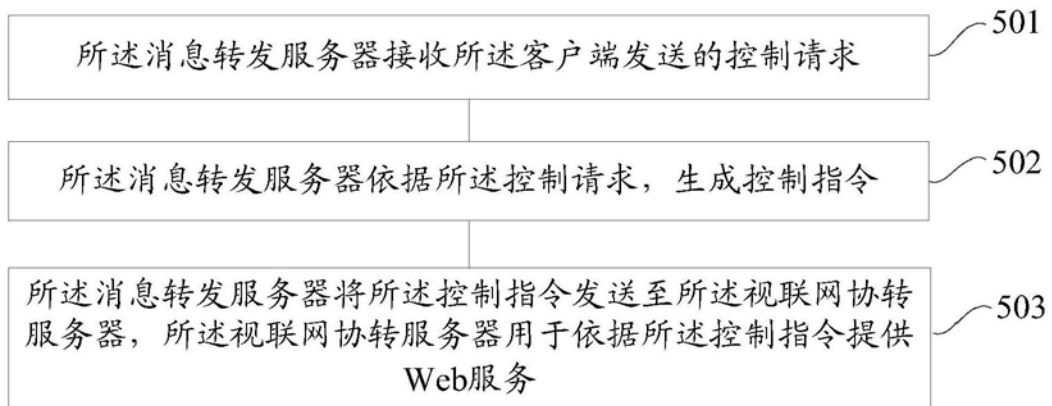 所述消息转发服务器接收所述客户端发送的控制请求
501
所述消息转发服务器依据所述控制请求，生成控制指令
502
所述消息转发服务器将所述控制指令发送至所述视联网协转
服务器，所述视联网协转服务器用于依据所述控制指令提供
Web服务
503